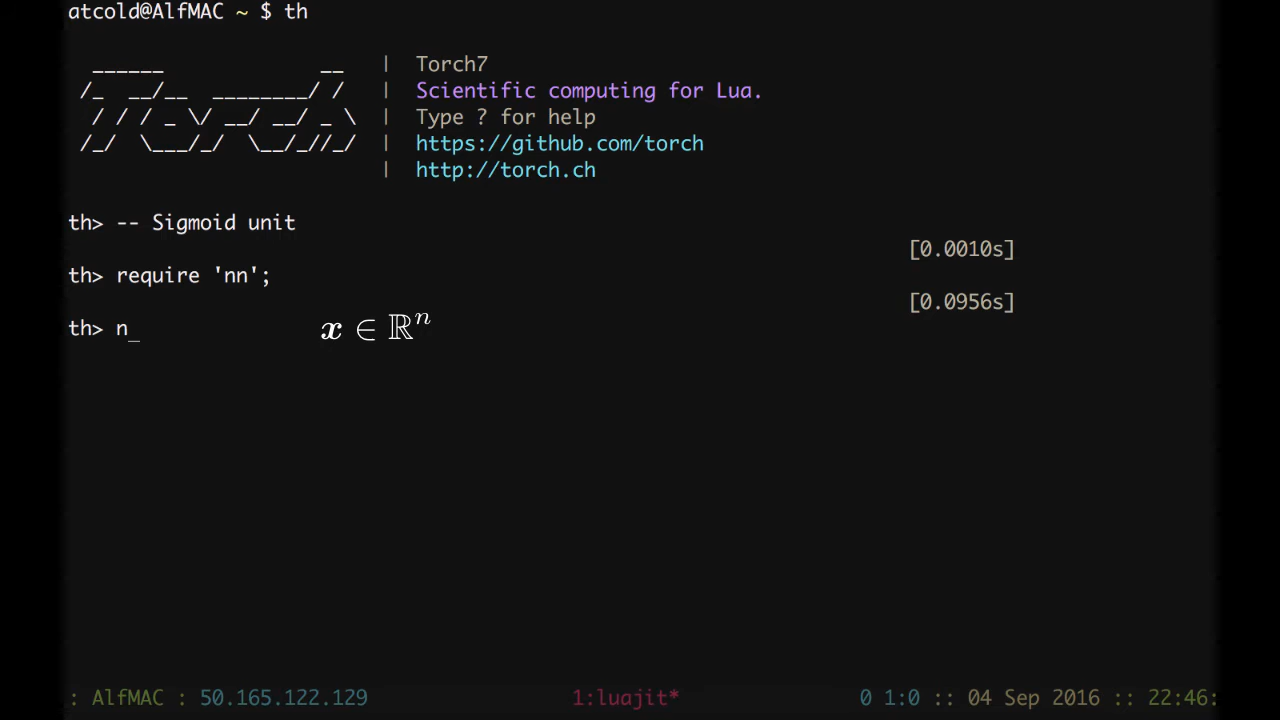 atcold@AlfMAC ~ $ th
Torch | Torch7
| Scientific computing for Lua.
| Type ? for help
| https://github.com/torch
| http://torch.ch
th> -- Sigmoid unit
[0.0010s]
th> require 'nn';
[0.0956s]
th> n_ x ∈ ℝⁿ
: AlfMAC : 50.165.122.129 1:luajit* 0 1:0 :: 04 Sep 2016 :: 22:46: